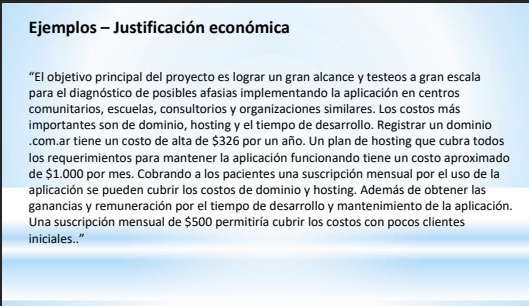 Ejemplos – Justificación económica
“El objetivo principal del proyecto es lograr un gran alcance y testeos a gran escala
para el diagnóstico de posibles afasias implementando la aplicación en centros
comunitarios, escuelas, consultorios y organizaciones similares. Los costos más
importantes son de dominio, hosting y el tiempo de desarrollo. Registrar un dominio
.com.ar tiene un costo de alta de $326 por un año. Un plan de hosting que cubra todos
los requerimientos para mantener la aplicación funcionando tiene un costo aproximado
de $1.000 por mes. Cobrando a los pacientes una suscripción mensual por el uso de la
aplicación se pueden cubrir los costos de dominio y hosting. Además de obtener las
ganancias y remuneración por el tiempo de desarrollo y mantenimiento de la aplicación.
Una suscripción mensual de $500 permitiría cubrir los costos con pocos clientes
iniciales..”